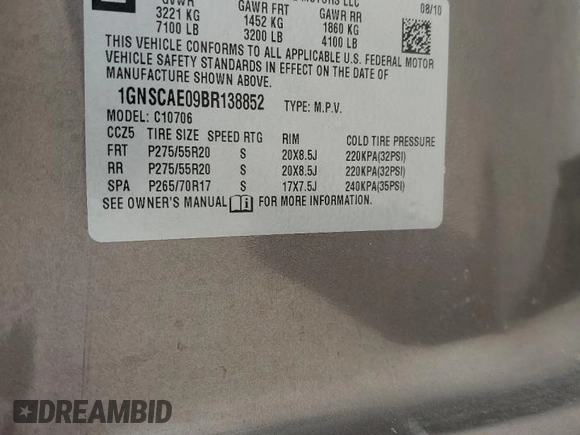 GVWR GAWR FRT GAWR RR 08/10
3221 KG 1452 KG 1860 KG
7100 LB 3200 LB 4100 LB
THIS VEHICLE CONFORMS TO ALL APPLICABLE U.S. FEDERAL MOTOR
VEHICLE SAFETY STANDARDS IN EFFECT ON THE DATE OF
MANUFACTURE SHOWN ABOVE.
1GNSCAE09BR138852 TYPE: M.P.V.
MODEL: C10706
CCZ5 TIRE SIZE SPEED RTG RIM COLD TIRE PRESSURE
FRT P275/55R20 S 20X8.5J 220KPA(32PSI)
RR P275/55R20 S 20X8.5J 220KPA(32PSI)
SPA P265/70R17 S 17X7.5J 240KPA(35PSI)
SEE OWNER'S MANUAL FOR MORE INFORMATION.
DREAMBID